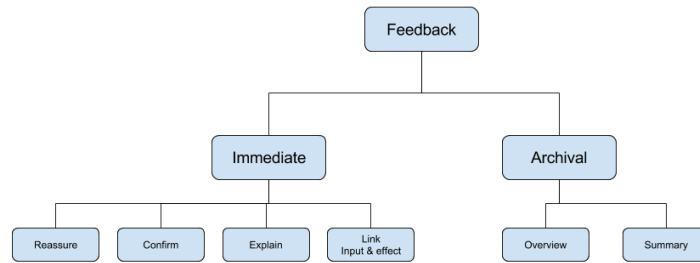 Feedback
Immediate
Archival
Reassure
Confirm
Explain
Link
Input & effect
Overview
Summary